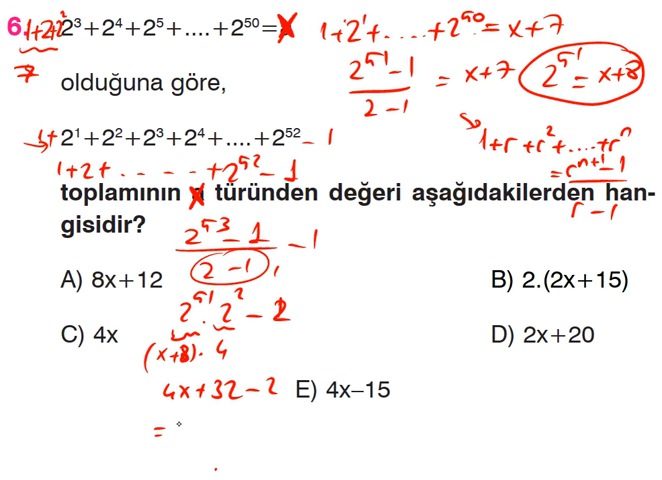 6. 1+2+2² 2³+2⁴+2⁵+....+2⁵⁰=x 1+2¹+....+2⁵⁰=x+7
7
olduğuna göre,
2⁵¹-1 / 2-1 = x+7 2⁵¹=x+8
→1+2¹+2²+2³+2⁴+....+2⁵²-1
1+2+......+2⁵²-1
→1+r+r²+....+rⁿ
=rⁿ⁺¹-1 / r-1
toplamının x türünden değeri aşağıdakilerden han-
gisidir?
2⁵³-1 / 2-1 -1
A) 8x+12
B) 2.(2x+15)
2⁵¹.2²-2
C) 4x
D) 2x+20
(x+8).4
4x+32-2
E) 4x–15
=